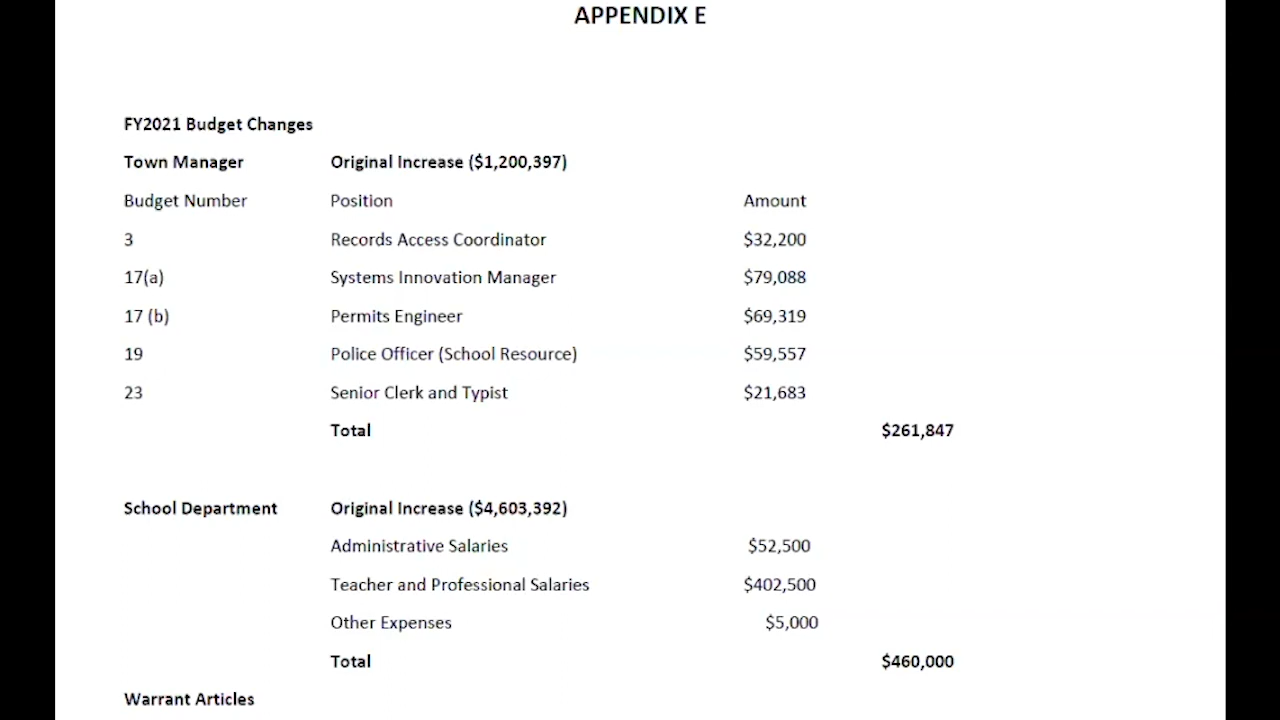 APPENDIX E
FY2021 Budget Changes
Town Manager Original Increase ($1,200,397)
Budget Number Position Amount
3 Records Access Coordinator $32,200
17(a) Systems Innovation Manager $79,088
17 (b) Permits Engineer $69,319
19 Police Officer (School Resource) $59,557
23 Senior Clerk and Typist $21,683
Total $261,847
School Department Original Increase ($4,603,392)
Administrative Salaries $52,500
Teacher and Professional Salaries $402,500
Other Expenses $5,000
Total $460,000
Warrant Articles